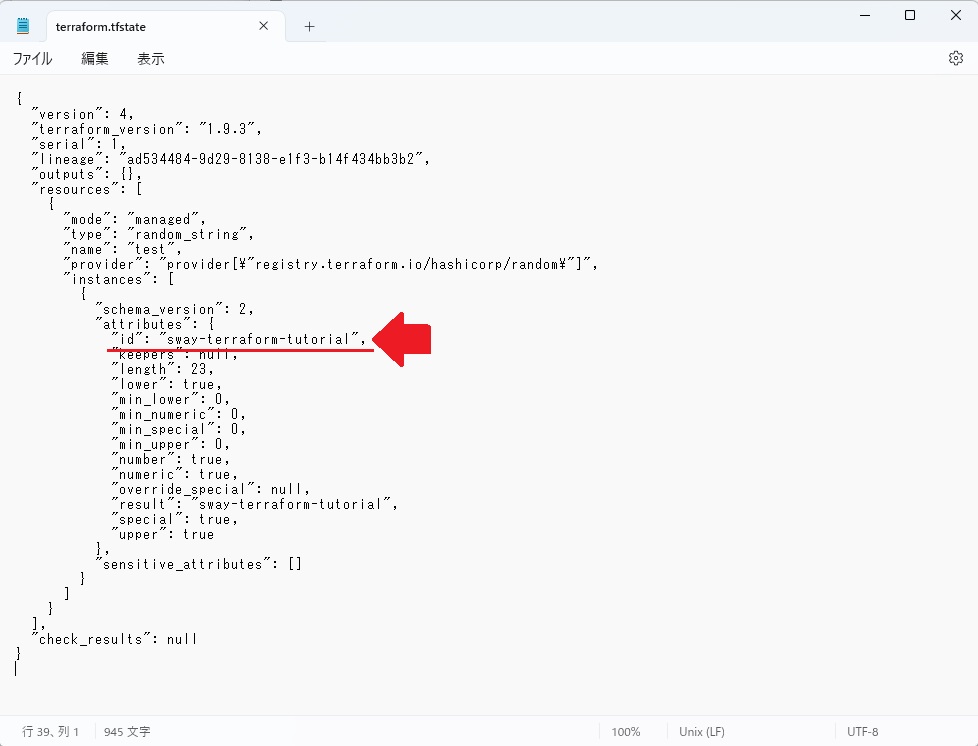 terraform.tfstate
ファイル 編集 表示
{
  "version": 4,
  "terraform_version": "1.9.3",
  "serial": 1,
  "lineage": "ad534484-9d29-8138-e1f3-b14f434bb3b2",
  "outputs": {},
  "resources": [
    {
      "mode": "managed",
      "type": "random_string",
      "name": "test",
      "provider": "provider[¥"registry.terraform.io/hashicorp/random¥"]",
      "instances": [
        {
          "schema_version": 2,
          "attributes": {
            "id": "sway-terraform-tutorial",
            "keepers": null,
            "length": 23,
            "lower": true,
            "min_lower": 0,
            "min_numeric": 0,
            "min_special": 0,
            "min_upper": 0,
            "number": true,
            "numeric": true,
            "override_special": null,
            "result": "sway-terraform-tutorial",
            "special": true,
            "upper": true
          },
          "sensitive_attributes": []
        }
      ]
    }
  ],
  "check_results": null
}
行 39、列 1 945 文字 100% Unix (LF) UTF-8